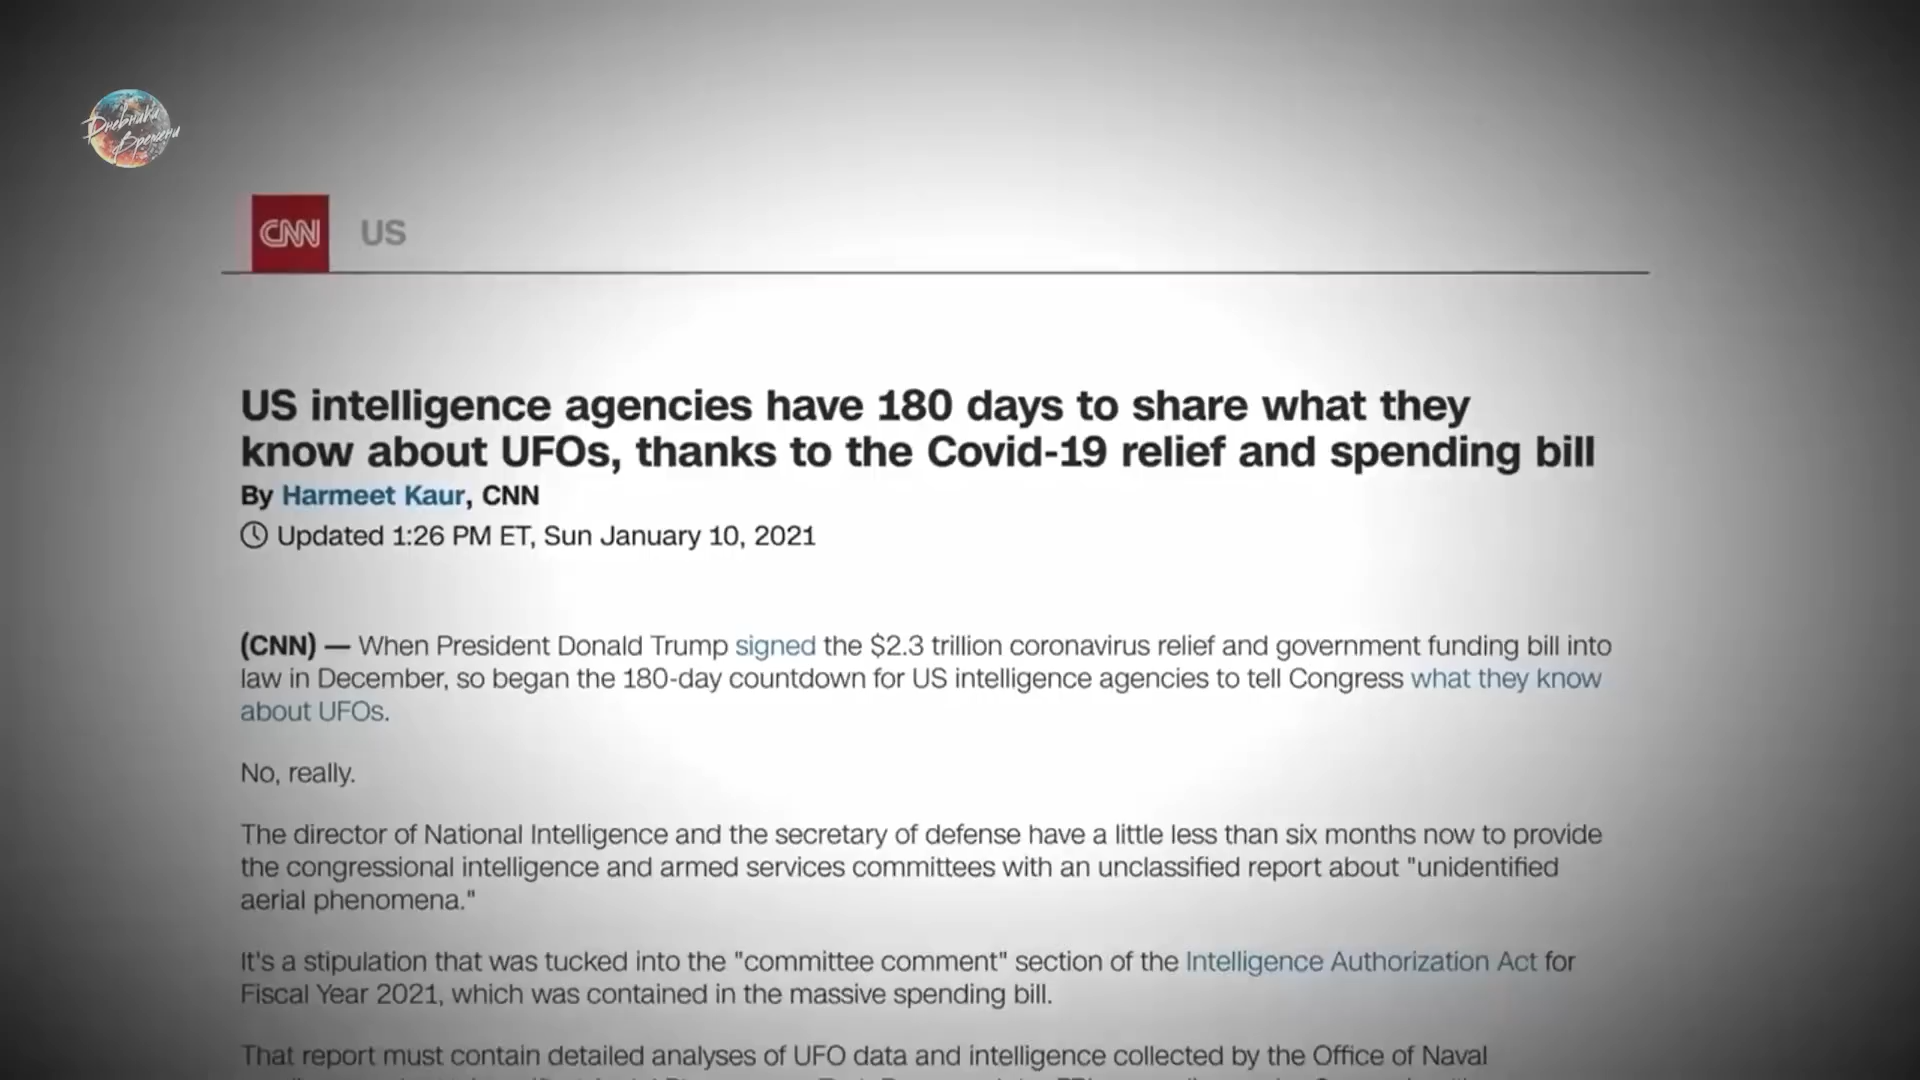 Дневники
Времени
CNN US
US intelligence agencies have 180 days to share what they
know about UFOs, thanks to the Covid-19 relief and spending bill
By Harmeet Kaur, CNN
Updated 1:26 PM ET, Sun January 10, 2021
(CNN) — When President Donald Trump signed the $2.3 trillion coronavirus relief and government funding bill into
law in December, so began the 180-day countdown for US intelligence agencies to tell Congress what they know
about UFOs.
No, really.
The director of National Intelligence and the secretary of defense have a little less than six months now to provide
the congressional intelligence and armed services committees with an unclassified report about "unidentified
aerial phenomena."
It's a stipulation that was tucked into the "committee comment" section of the Intelligence Authorization Act for
Fiscal Year 2021, which was contained in the massive spending bill.
That report must contain detailed analyses of UFO data and intelligence collected by the Office of Naval